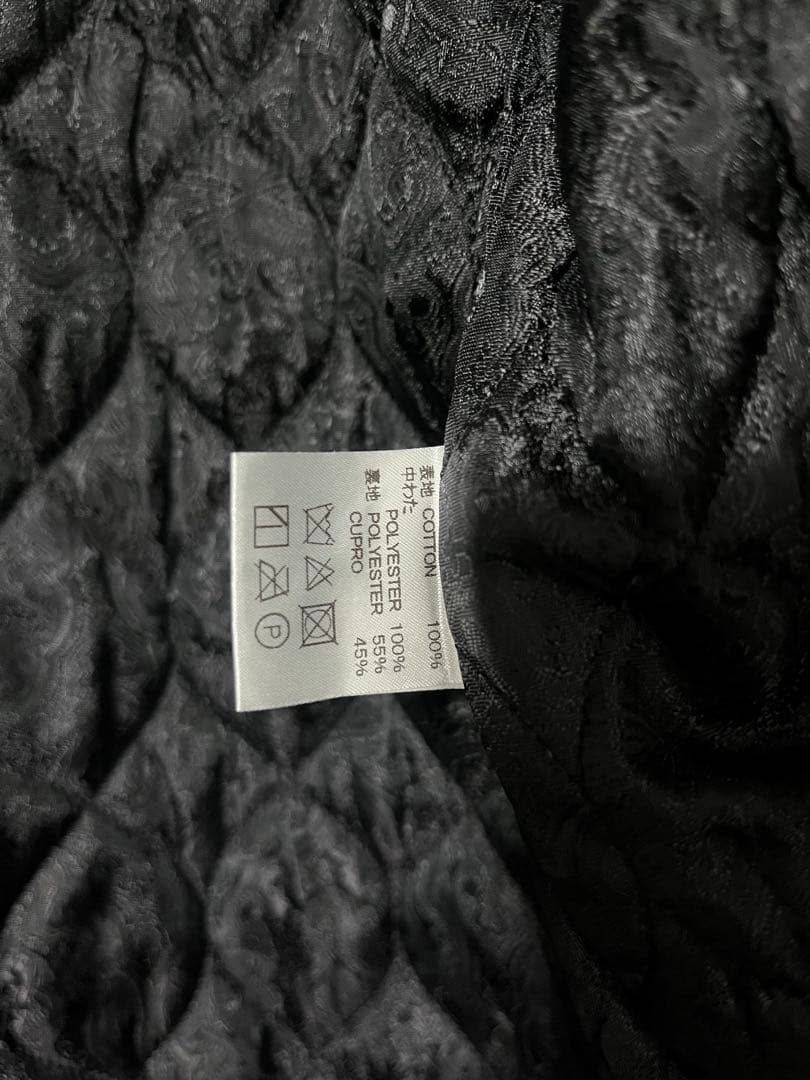 表地 COTTON 100%
中わた
POLYESTER 100%
裏地 POLYESTER 55%
CUPRO 45%
P